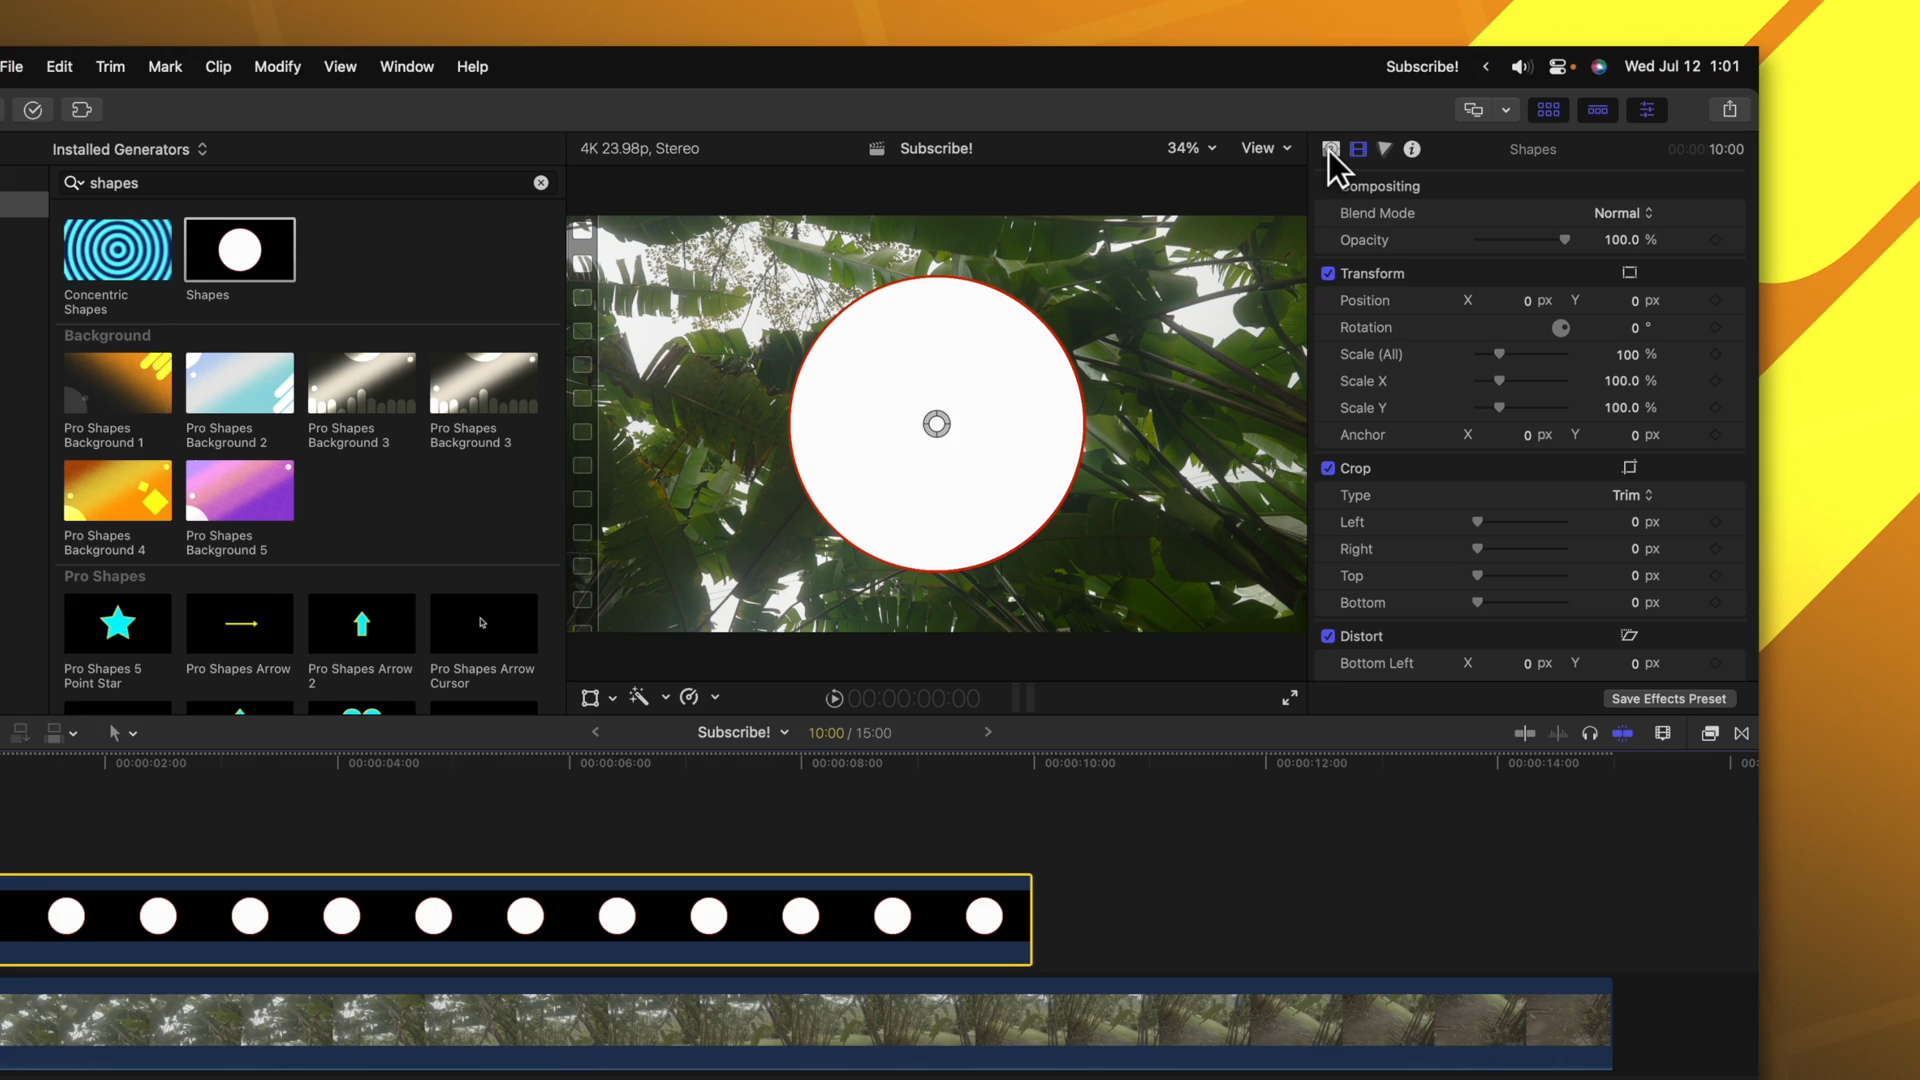 File Edit Trim Mark Clip Modify View Window Help Subscribe! Wed Jul 12 1:01
Installed Generators 4K 23.98p, Stereo Subscribe! 34% View Shapes 00:00:10:00
shapes
Concentric
Shapes
Shapes
Background
Pro Shapes
Background 1
Pro Shapes
Background 2
Pro Shapes
Background 3
Pro Shapes
Background 3
Pro Shapes
Background 4
Pro Shapes
Background 5
Pro Shapes
Pro Shapes 5
Point Star
Pro Shapes Arrow
Pro Shapes Arrow
2
Pro Shapes Arrow
Cursor
Blend Mode Normal
Opacity 100.0 %
Transform
Position X 0 px Y 0 px
Rotation 0 °
Scale (All) 100 %
Scale X 100.0 %
Scale Y 100.0 %
Anchor X 0 px Y 0 px
Crop
Type Trim
Left 0 px
Right 0 px
Top 0 px
Bottom 0 px
Distort
Bottom Left X 0 px Y 0 px
00:00:00:00
Save Effects Preset
Subscribe! 10:00 / 15:00
00:00:02:00 00:00:04:00 00:00:06:00 00:00:08:00 00:00:10:00 00:00:12:00 00:00:14:00 00: